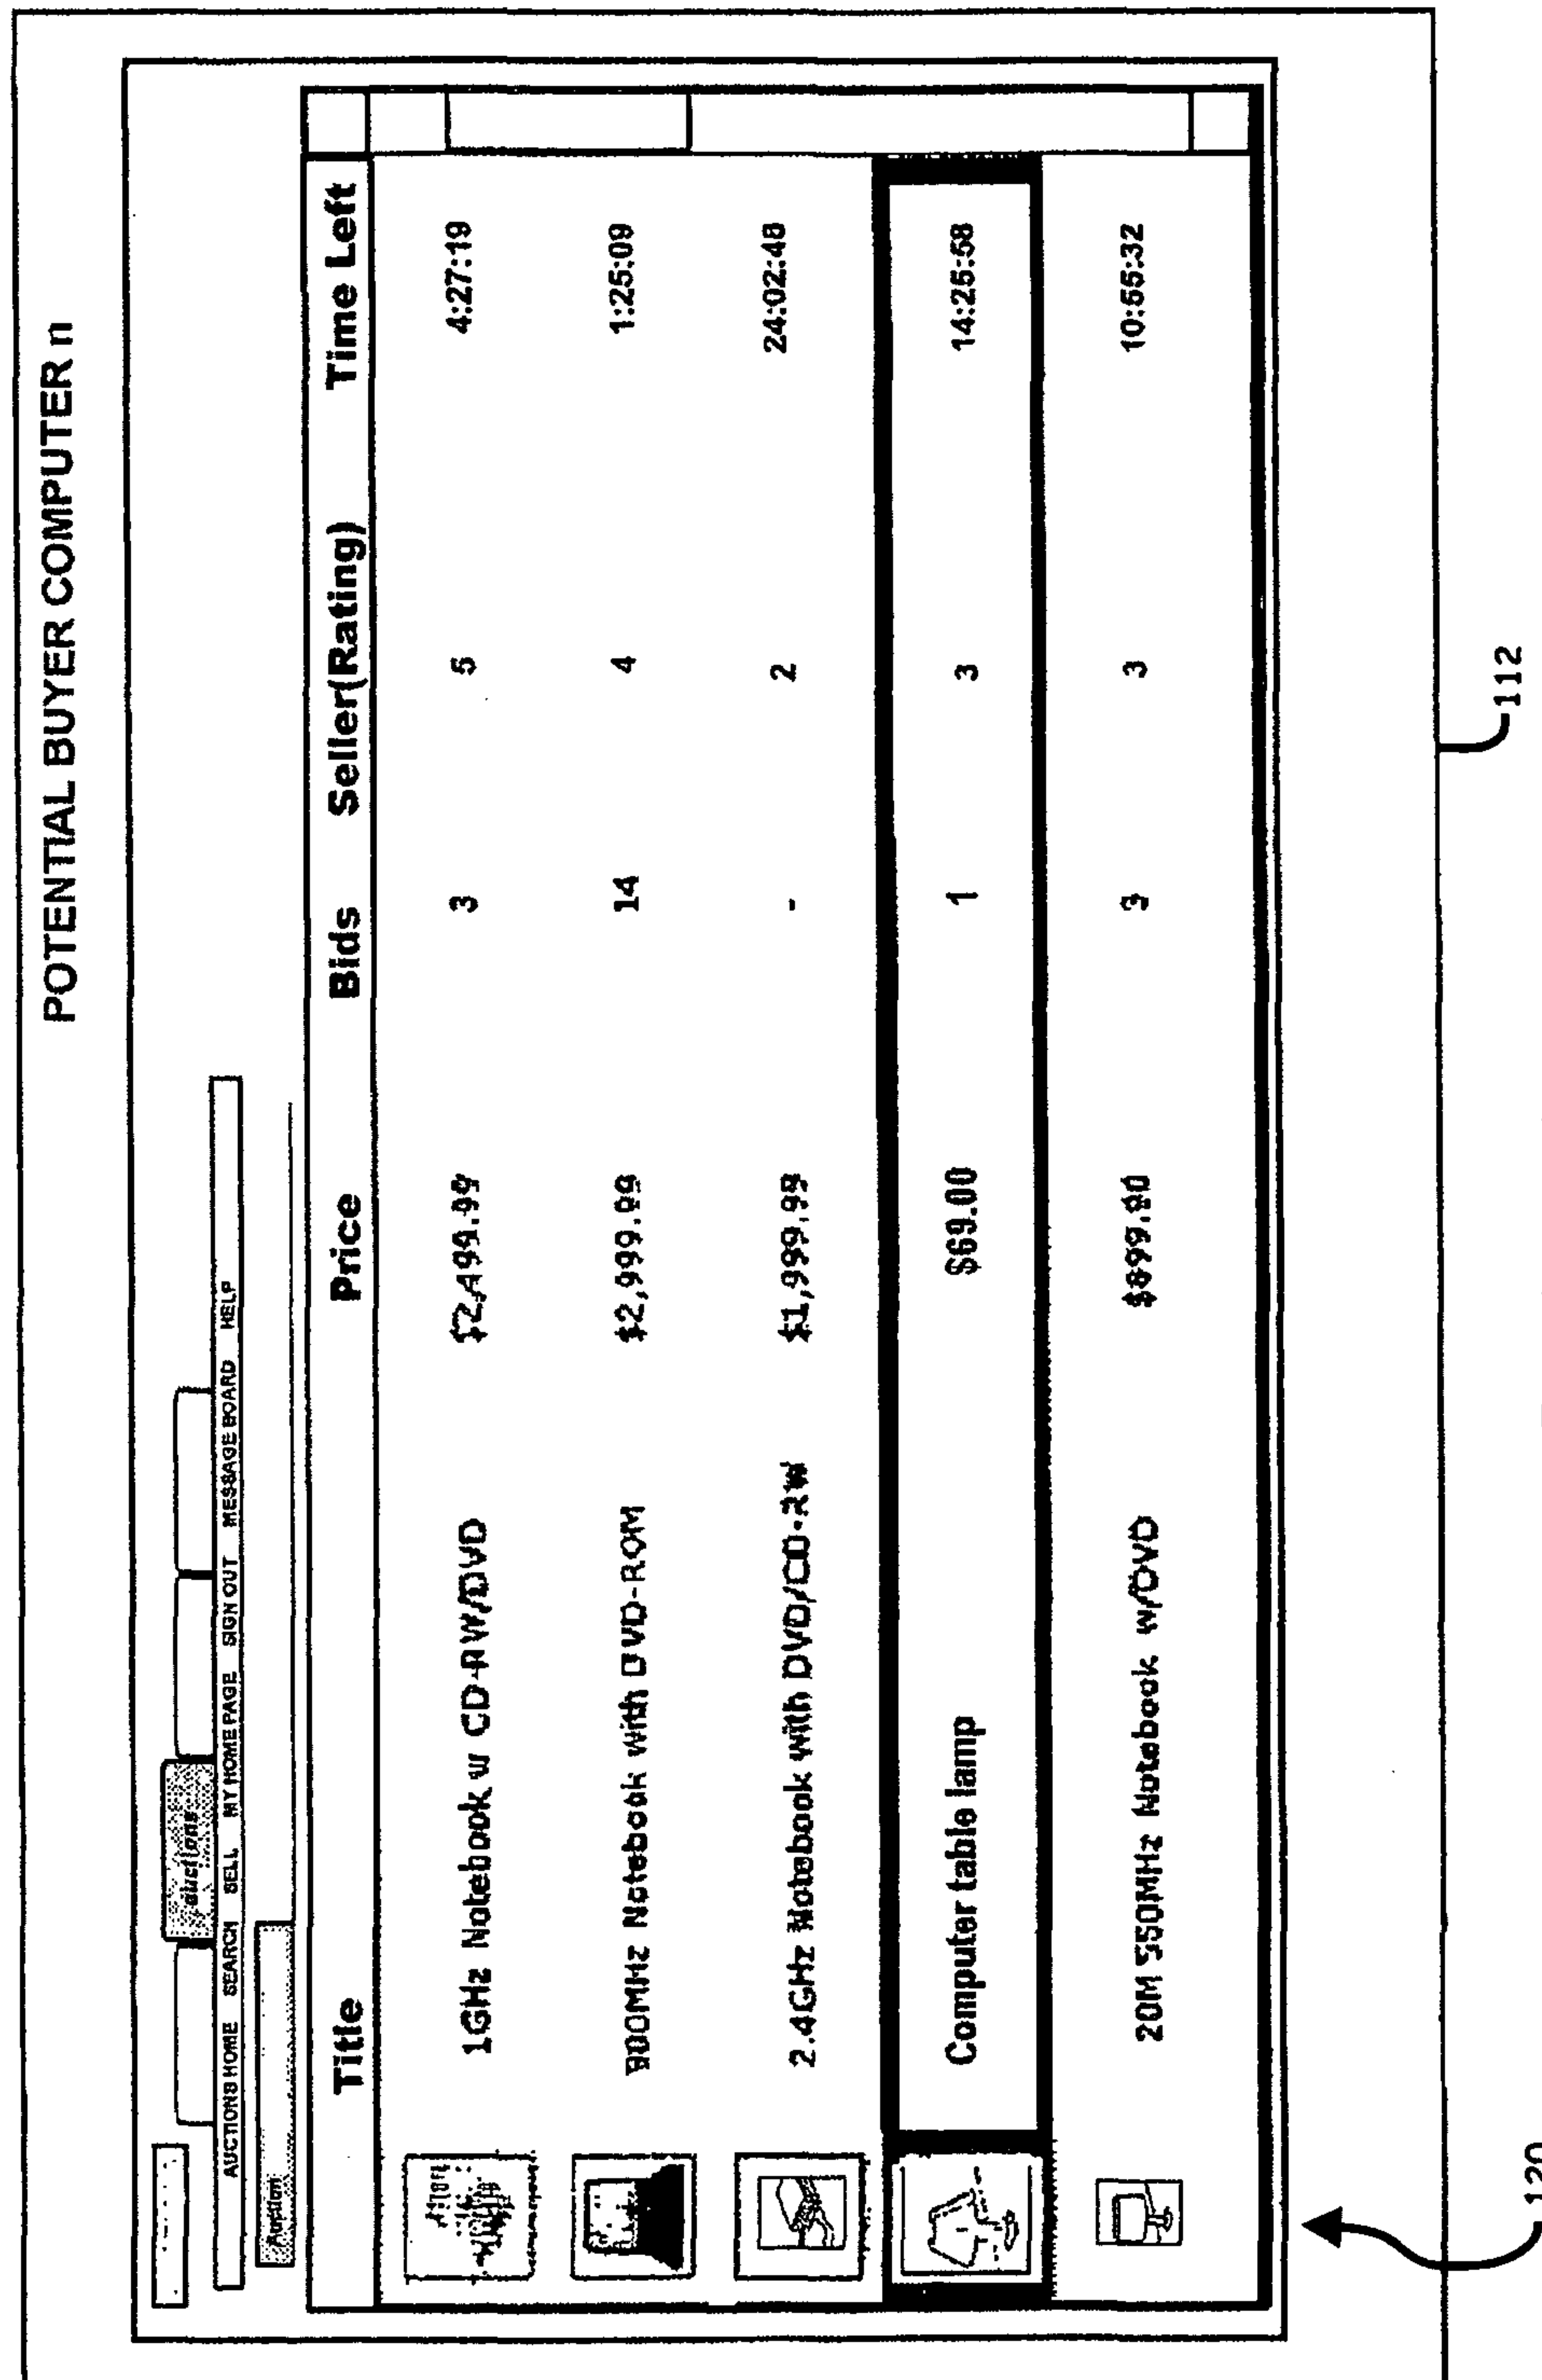 POTENTIAL BUYER COMPUTER n
auctions
AUCTIONS HOME SEARCH SELL MY HOME PAGE SIGN OUT MESSAGE BOARD HELP
Auction
Title Price Bids Seller(Rating) Time Left
1GHz Notebook w CD-RW/DVD $2,499.99 3 5 4:27:19
900MHz Notebook with DVD-ROM $2,999.99 14 4 1:25:09
2.4GHz Notebook with DVD/CD-RW $1,999.99 - 2 24:02:48
Computer table lamp $69.00 1 3 14:25:58
20M 550MHz Notebook w/DVD 3 3 10:55:32
120
112